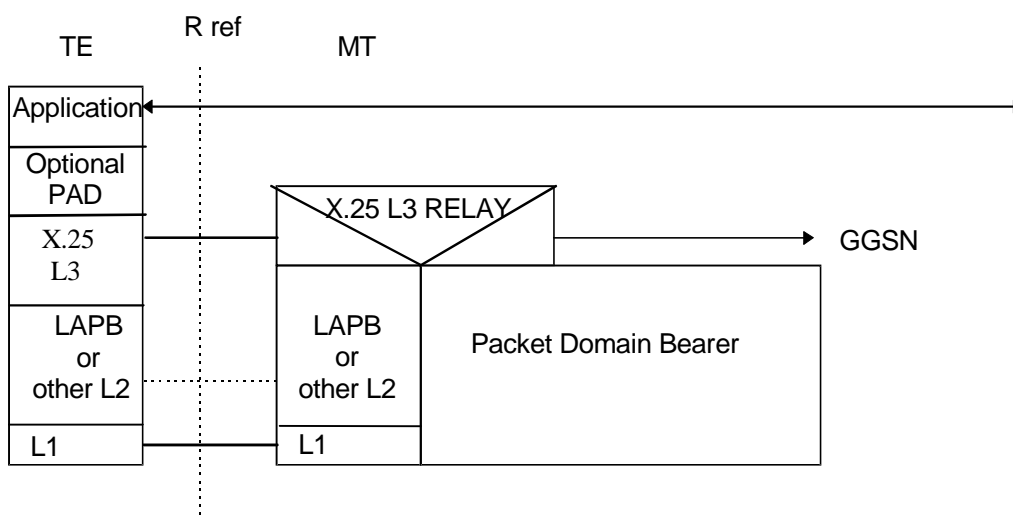 R ref
TE
MT
Application
Optional
PAD
X.25 L3 RELAY
X.25
L3
GGSN
LAPB
or
other L2
LAPB
or
other L2
Packet Domain Bearer
L1
L1